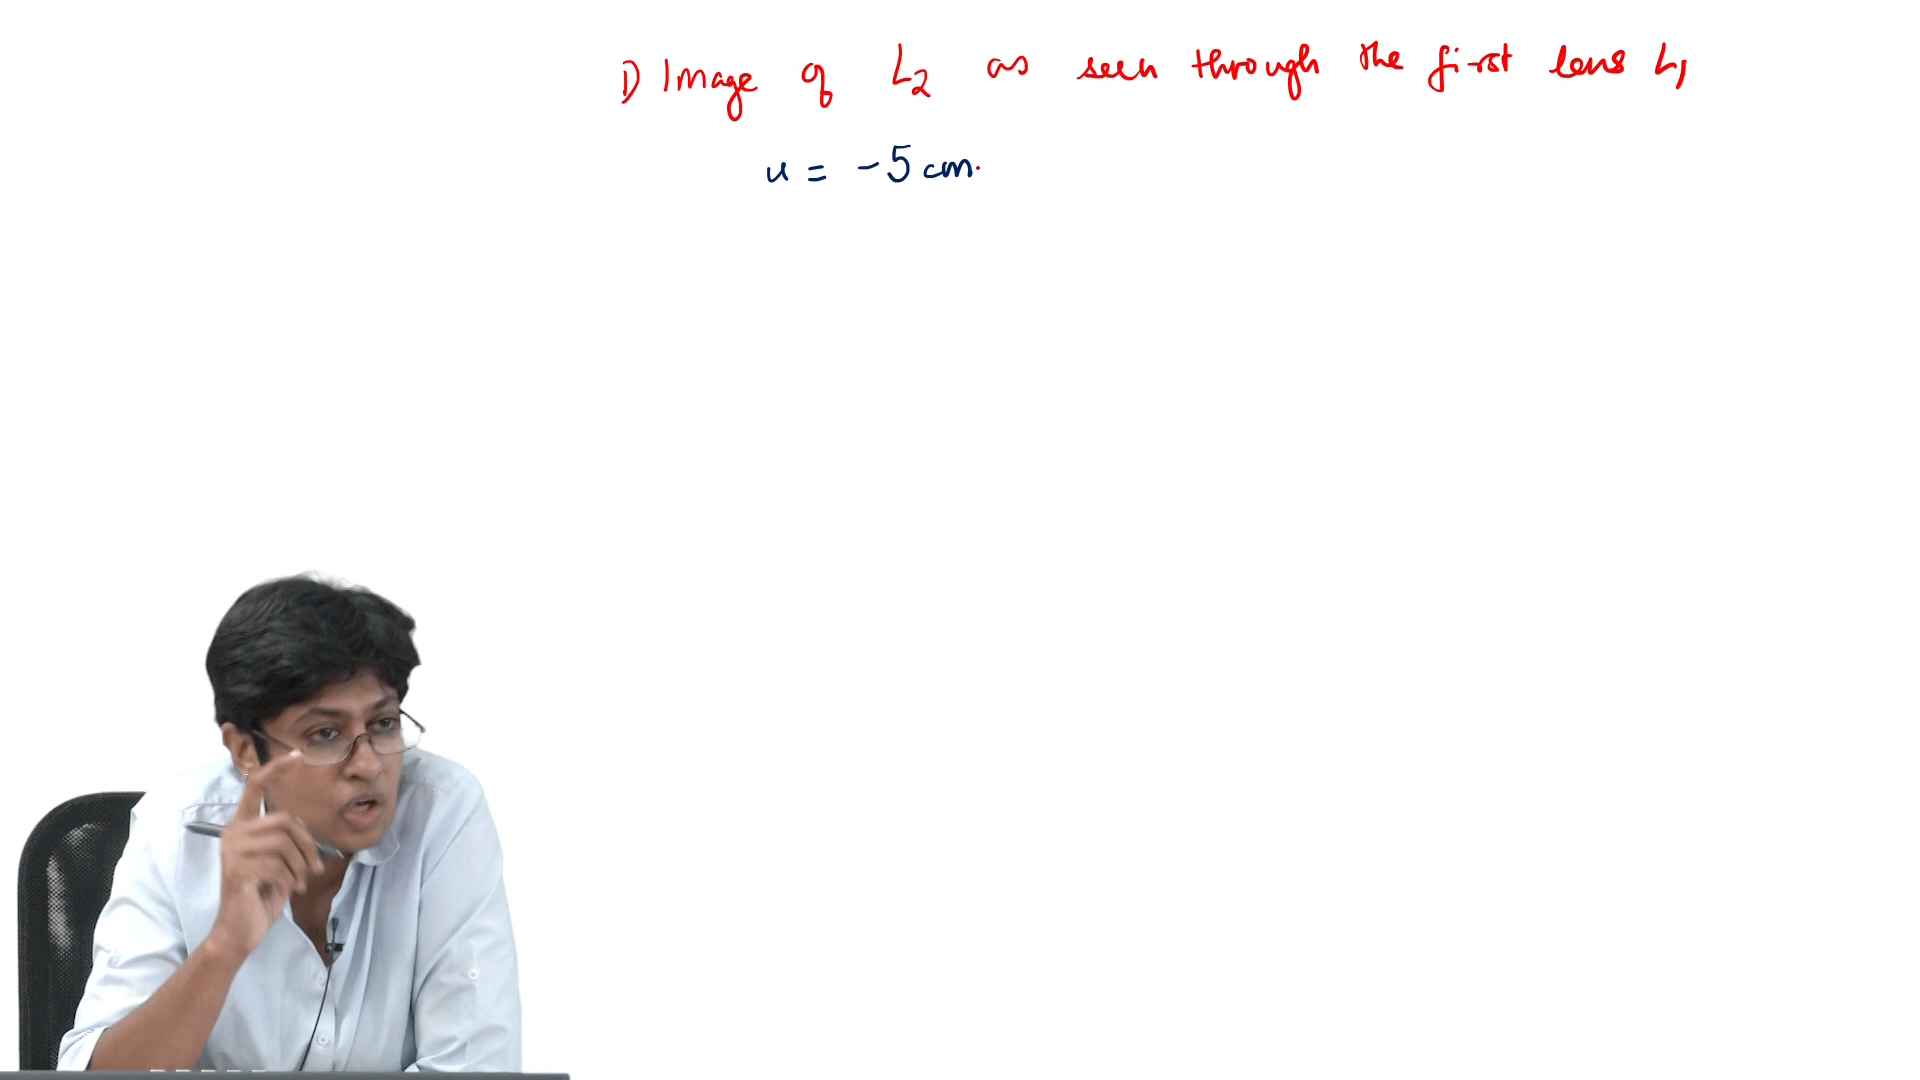 1) Image of L2 as seen through the first lens L1
u = -5 cm.